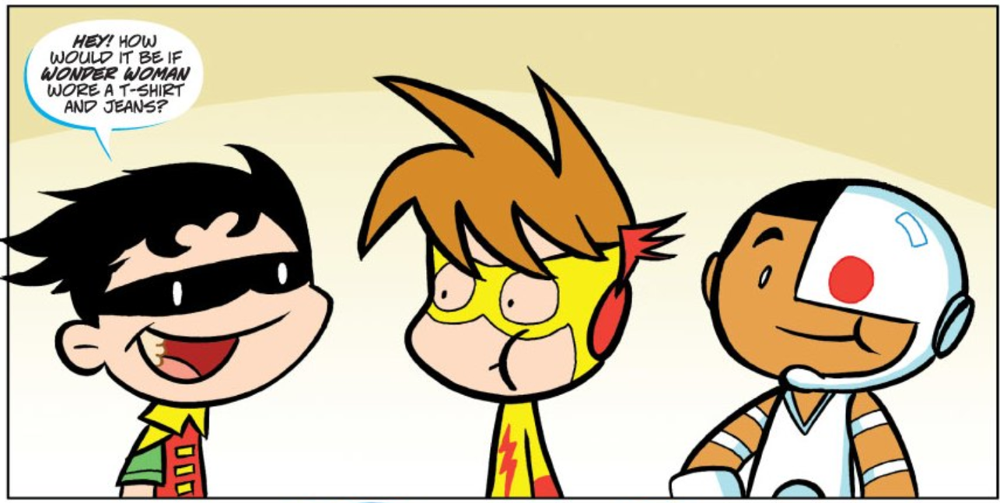 HEY! HOW
WOULD IT BE IF
WONDER WOMAN
WORE A T-SHIRT
AND JEANS?